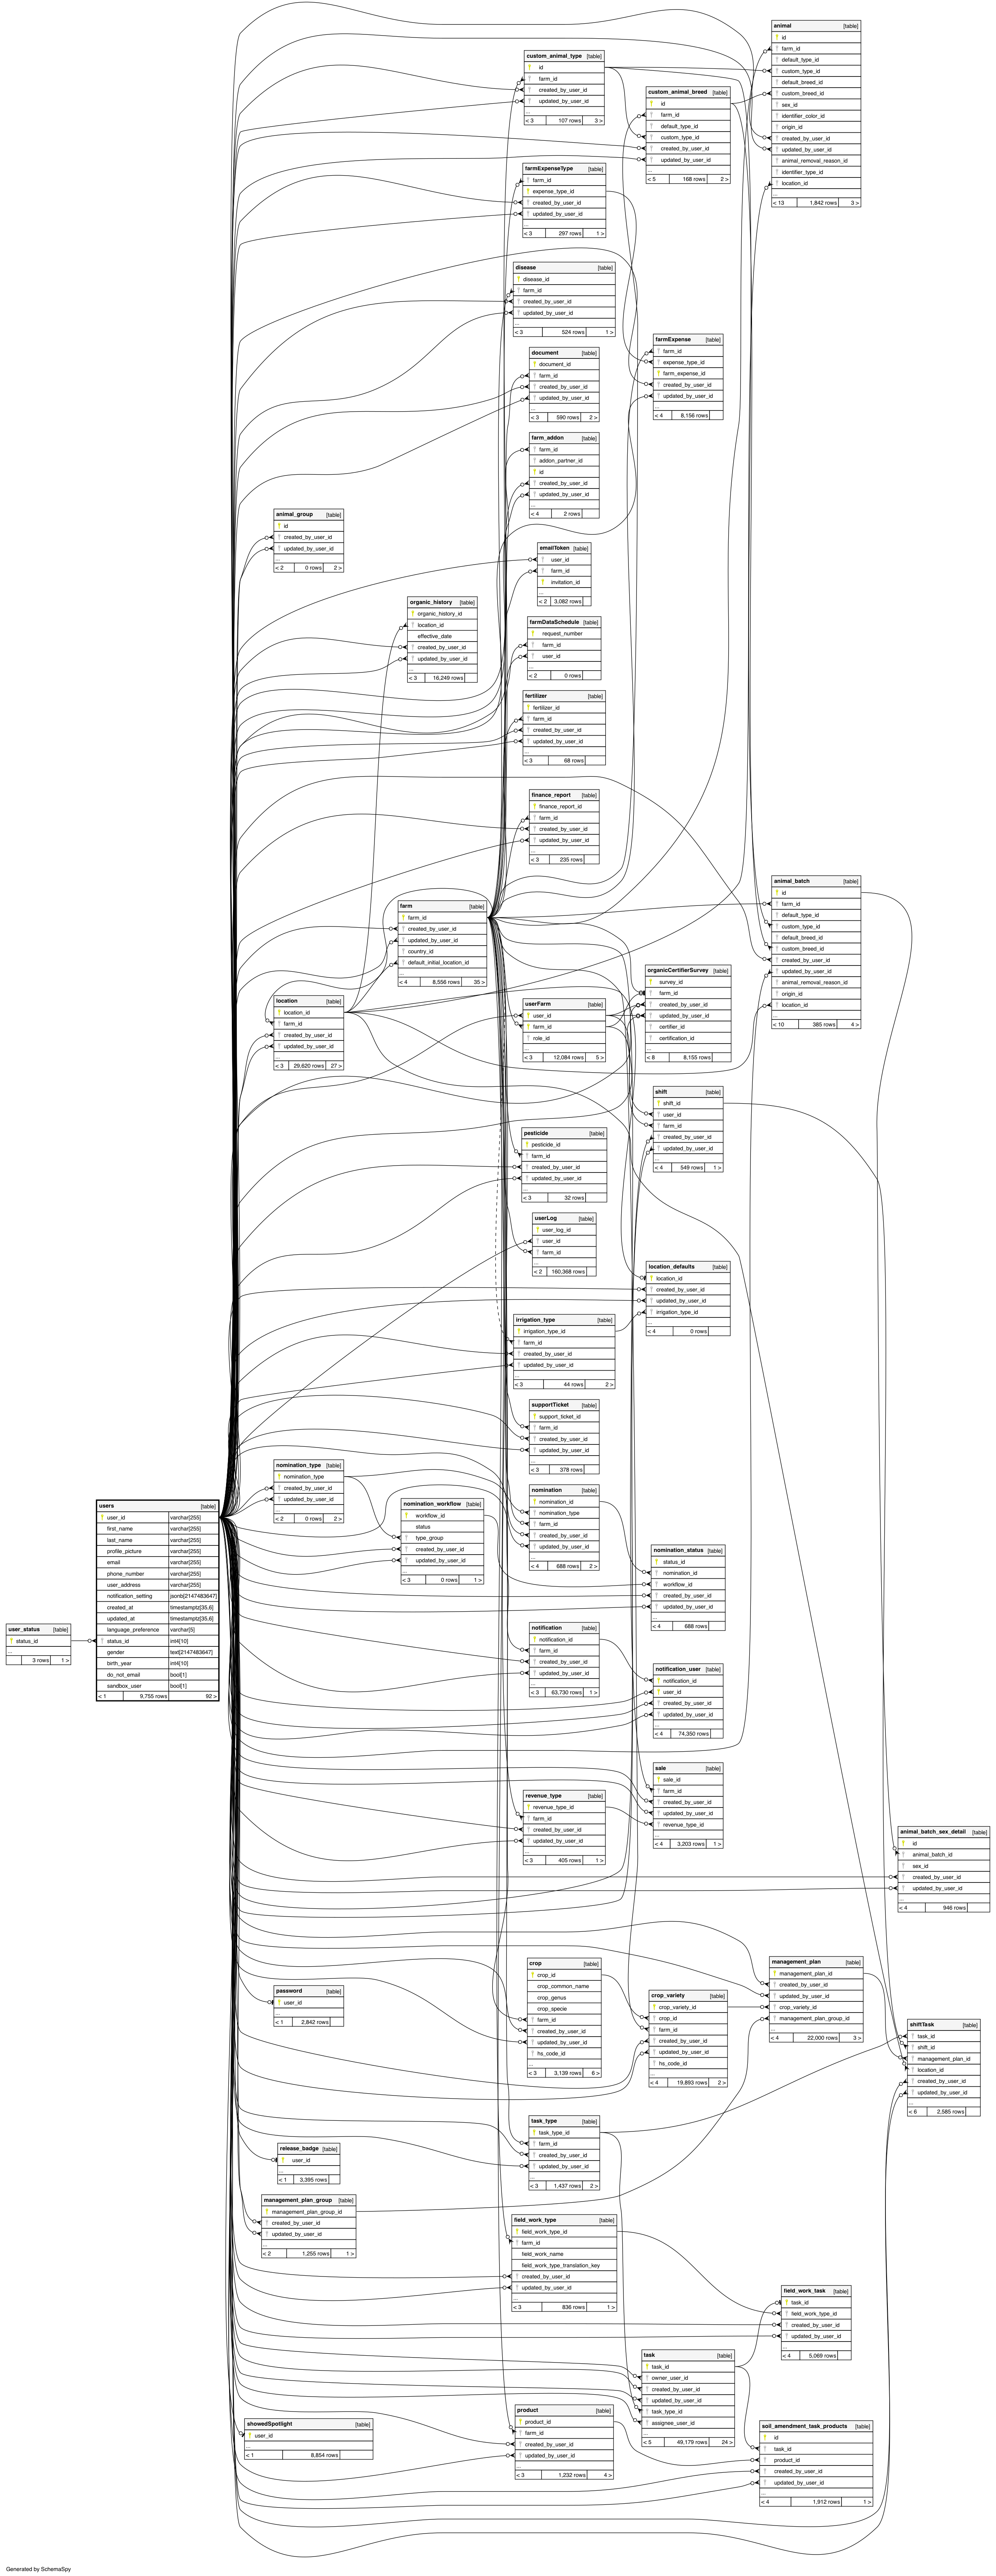 animal [table]
id
farm_id
default_type_id
custom_type_id
default_breed_id
custom_breed_id
sex_id
identifier_color_id
origin_id
created_by_user_id
updated_by_user_id
animal_removal_reason_id
identifier_type_id
location_id
...
< 13 1,842 rows 3 >
custom_animal_type [table]
id
farm_id
created_by_user_id
updated_by_user_id
...
< 3 107 rows 3 >
custom_animal_breed [table]
id
farm_id
default_type_id
custom_type_id
created_by_user_id
updated_by_user_id
...
< 5 168 rows 2 >
farmExpenseType [table]
farm_id
expense_type_id
created_by_user_id
updated_by_user_id
...
< 3 297 rows 1 >
disease [table]
disease_id
farm_id
created_by_user_id
updated_by_user_id
...
< 3 524 rows 1 >
farmExpense [table]
farm_id
expense_type_id
farm_expense_id
created_by_user_id
updated_by_user_id
...
< 4 8,156 rows
document [table]
document_id
farm_id
created_by_user_id
updated_by_user_id
...
< 3 590 rows 2 >
farm_addon [table]
farm_id
addon_partner_id
id
created_by_user_id
updated_by_user_id
...
< 4 2 rows
animal_group [table]
id
created_by_user_id
updated_by_user_id
...
< 2 0 rows 2 >
emailToken [table]
user_id
farm_id
invitation_id
...
< 2 3,082 rows
organic_history [table]
organic_history_id
location_id
effective_date
created_by_user_id
updated_by_user_id
...
< 3 16,249 rows
farmDataSchedule [table]
request_number
farm_id
user_id
...
< 2 0 rows
fertilizer [table]
fertilizer_id
farm_id
created_by_user_id
updated_by_user_id
...
< 3 68 rows
finance_report [table]
finance_report_id
farm_id
created_by_user_id
updated_by_user_id
...
< 3 235 rows
animal_batch [table]
id
farm_id
default_type_id
custom_type_id
default_breed_id
custom_breed_id
created_by_user_id
updated_by_user_id
animal_removal_reason_id
origin_id
location_id
...
< 10 385 rows 4 >
farm [table]
farm_id
created_by_user_id
updated_by_user_id
country_id
default_initial_location_id
...
< 4 8,556 rows 35 >
organicCertifierSurvey [table]
survey_id
farm_id
created_by_user_id
updated_by_user_id
certifier_id
certification_id
...
< 8 8,155 rows
location [table]
location_id
farm_id
created_by_user_id
updated_by_user_id
...
< 3 29,620 rows 27 >
userFarm [table]
user_id
farm_id
role_id
...
< 3 12,084 rows 5 >
shift [table]
shift_id
user_id
farm_id
created_by_user_id
updated_by_user_id
...
< 4 549 rows 1 >
pesticide [table]
pesticide_id
farm_id
created_by_user_id
updated_by_user_id
...
< 3 32 rows
userLog [table]
user_log_id
user_id
farm_id
...
< 2 160,368 rows
location_defaults [table]
location_id
created_by_user_id
updated_by_user_id
irrigation_type_id
...
< 4 0 rows
irrigation_type [table]
irrigation_type_id
farm_id
created_by_user_id
updated_by_user_id
...
< 3 44 rows 2 >
supportTicket [table]
support_ticket_id
farm_id
created_by_user_id
updated_by_user_id
...
< 3 378 rows
nomination_type [table]
nomination_type
created_by_user_id
updated_by_user_id
...
< 2 0 rows 2 >
nomination [table]
nomination_id
nomination_type
farm_id
created_by_user_id
updated_by_user_id
...
< 4 688 rows 2 >
nomination_workflow [table]
workflow_id
status
type_group
created_by_user_id
updated_by_user_id
...
< 3 0 rows 1 >
users [table]
user_id varchar[255]
first_name varchar[255]
last_name varchar[255]
profile_picture varchar[255]
email varchar[255]
phone_number varchar[255]
user_address varchar[255]
notification_setting jsonb[2147483647]
created_at timestamptz[35,6]
updated_at timestamptz[35,6]
language_preference varchar[5]
status_id int4[10]
gender text[2147483647]
birth_year int4[10]
do_not_email bool[1]
sandbox_user bool[1]
< 1 9,755 rows 92 >
nomination_status [table]
status_id
nomination_id
workflow_id
created_by_user_id
updated_by_user_id
...
< 4 688 rows
user_status [table]
status_id
...
3 rows 1 >
notification [table]
notification_id
farm_id
created_by_user_id
updated_by_user_id
...
< 3 63,730 rows 1 >
notification_user [table]
notification_id
user_id
created_by_user_id
updated_by_user_id
...
< 4 74,350 rows
sale [table]
sale_id
farm_id
created_by_user_id
updated_by_user_id
revenue_type_id
...
< 4 3,203 rows 1 >
revenue_type [table]
revenue_type_id
farm_id
created_by_user_id
updated_by_user_id
...
< 3 405 rows 1 >
animal_batch_sex_detail [table]
id
animal_batch_id
sex_id
created_by_user_id
updated_by_user_id
...
< 4 946 rows
crop [table]
crop_id
crop_common_name
crop_genus
crop_specie
farm_id
created_by_user_id
updated_by_user_id
hs_code_id
...
< 3 3,139 rows 6 >
management_plan [table]
management_plan_id
created_by_user_id
updated_by_user_id
crop_variety_id
management_plan_group_id
...
< 4 22,000 rows 3 >
password [table]
user_id
...
< 1 2,842 rows
crop_variety [table]
crop_variety_id
crop_id
farm_id
created_by_user_id
updated_by_user_id
hs_code_id
...
< 4 19,893 rows 2 >
shiftTask [table]
task_id
shift_id
management_plan_id
location_id
created_by_user_id
updated_by_user_id
...
< 6 2,585 rows
task_type [table]
task_type_id
farm_id
created_by_user_id
updated_by_user_id
...
< 3 1,437 rows 2 >
release_badge [table]
user_id
...
< 1 3,395 rows
management_plan_group [table]
management_plan_group_id
created_by_user_id
updated_by_user_id
...
< 2 1,255 rows 1 >
field_work_type [table]
field_work_type_id
farm_id
field_work_name
field_work_type_translation_key
created_by_user_id
updated_by_user_id
...
< 3 836 rows 1 >
field_work_task [table]
task_id
field_work_type_id
created_by_user_id
updated_by_user_id
...
< 4 5,069 rows
task [table]
task_id
owner_user_id
created_by_user_id
updated_by_user_id
task_type_id
assignee_user_id
...
< 5 49,179 rows 24 >
product [table]
product_id
farm_id
created_by_user_id
updated_by_user_id
...
< 3 1,232 rows 4 >
showedSpotlight [table]
user_id
...
< 1 8,854 rows
soil_amendment_task_products [table]
id
task_id
product_id
created_by_user_id
updated_by_user_id
...
< 4 1,912 rows 1 >
Generated by SchemaSpy